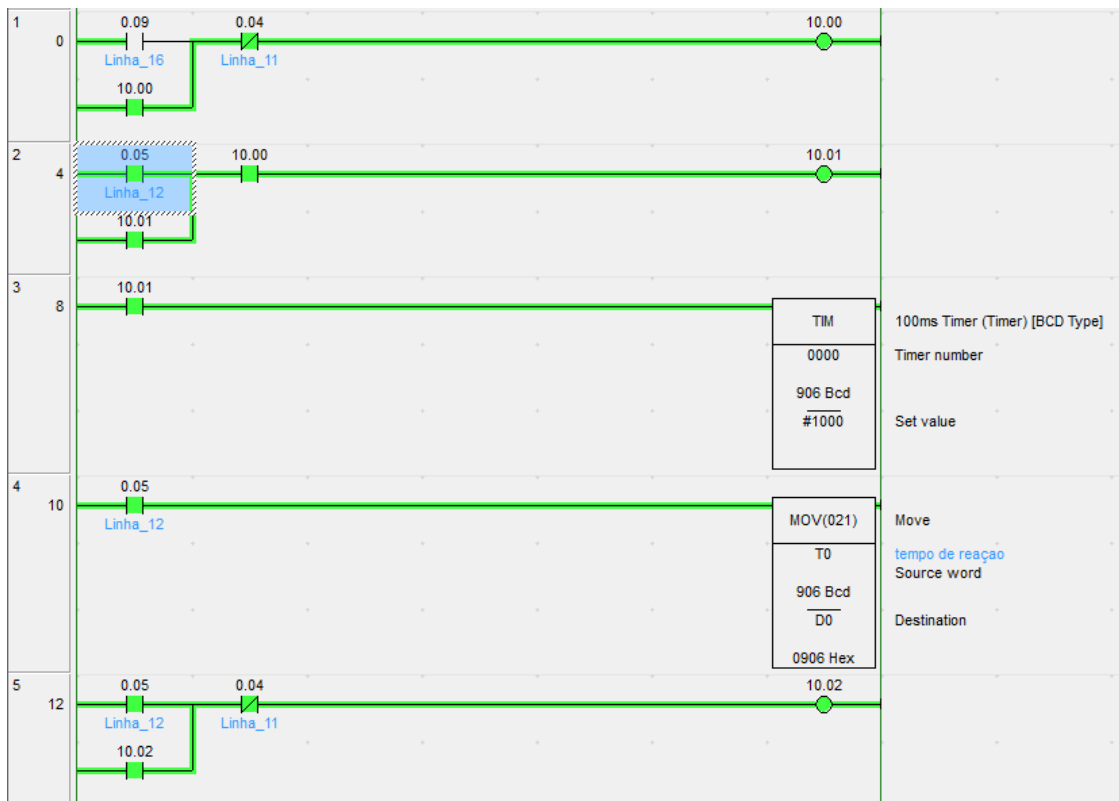 1 0.09 0.04 10.00
0
Linha_16 Linha_11
10.00
2 0.05 10.00 10.01
4
Linha_12
10.01
3 10.01
8
TIM 100ms Timer (Timer) [BCD Type]
0000 Timer number
906 Bcd
#1000 Set value
4 0.05
10
Linha_12
MOV(021) Move
T0 tempo de reaçao
Source word
906 Bcd
D0 Destination
0906 Hex
5 0.05 0.04 10.02
12
Linha_12 Linha_11
10.02